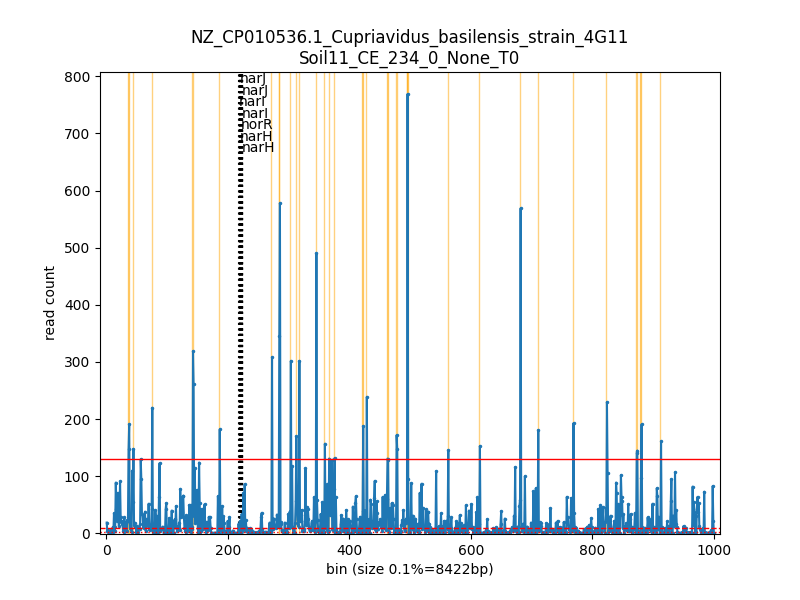 NZ_CP010536.1_Cupriavidus_basilensis_strain_4G11
Soil11_CE_234_0_None_T0
800
700
600
500
400
300
200
100
0
read count
narJ
narJ
narI
narI
norR
narH
narH
0 200 400 600 800 1000
bin (size 0.1%=8422bp)